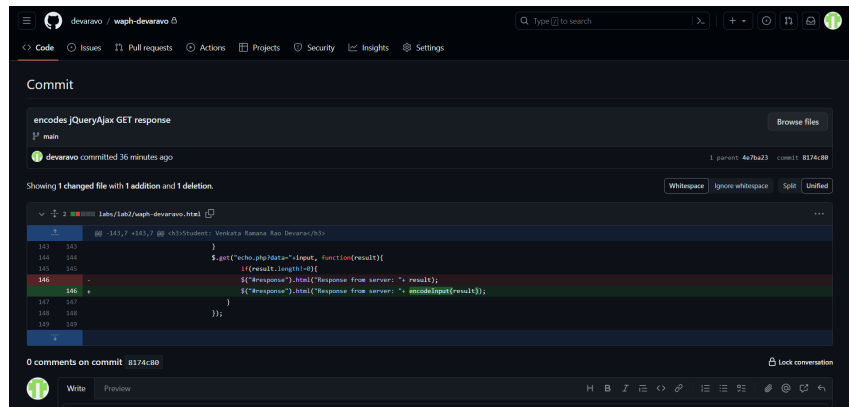 devaravo / waph-devaravo
Type / to search
Code Issues Pull requests Actions Projects Security Insights Settings
Commit
encodes jQueryAjax GET response
Browse files
main
devaravo committed 36 minutes ago
1 parent 4e7ba23 commit 8174c80
Showing 1 changed file with 1 addition and 1 deletion.
Whitespace Ignore whitespace Split Unified
2 labs/lab2/waph-devaravo.html
@@ -143,7 +143,7 @@ <h3>Student: Venkata Ramana Rao Devara</h3>
143 143 }
144 144 $.get("echo.php?data="+input, function(result){
145 145 if(result.length!=0){
146 - $("#response").html("Response from server: "+ result);
146 + $("#response").html("Response from server: "+ encodeInput(result));
147 147 }
148 148 });
149 149
0 comments on commit 8174c80
Lock conversation
Write Preview
H B I